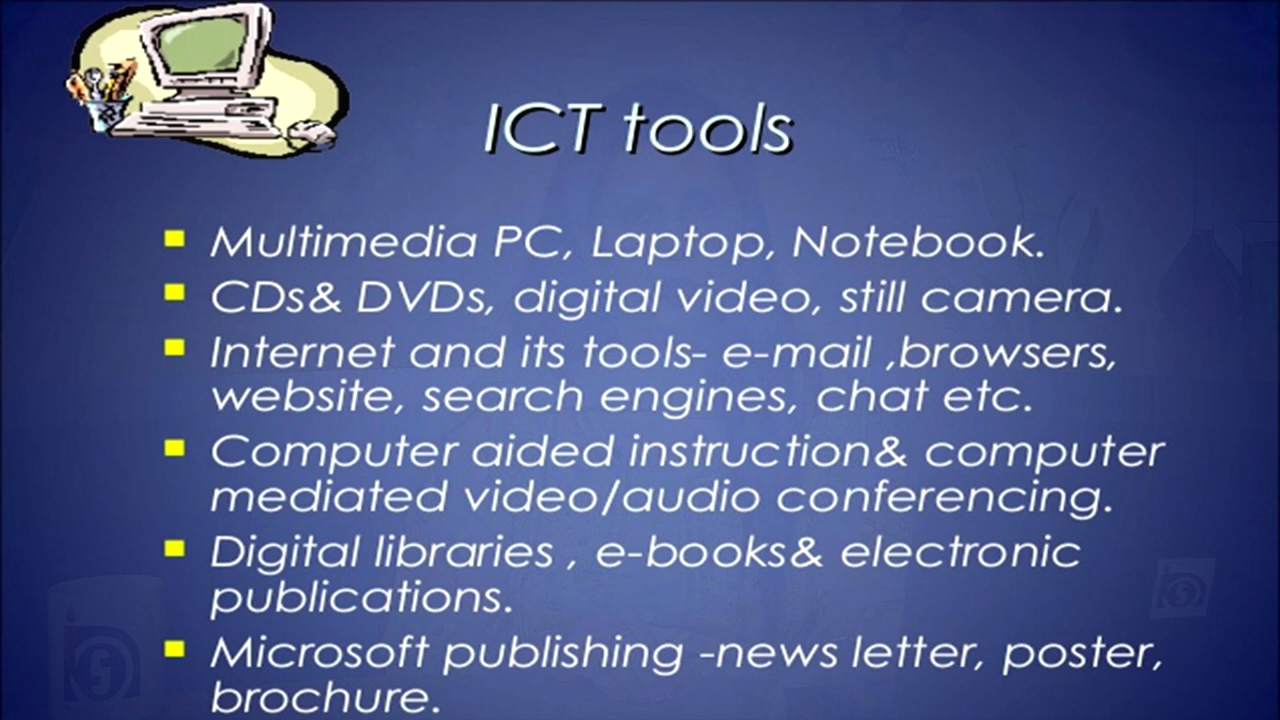 ICT tools
Multimedia PC, Laptop, Notebook.
CDs& DVDs, digital video, still camera.
Internet and its tools- e-mail ,browsers,
website, search engines, chat etc.
Computer aided instruction& computer
mediated video/audio conferencing.
Digital libraries , e-books& electronic
publications.
Microsoft publishing -news letter, poster,
brochure.